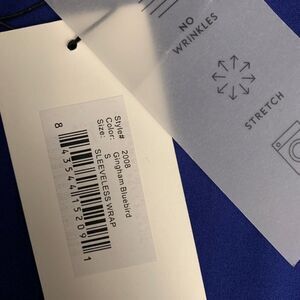 NO
WRINKLES
STRETCH
Style# 2008
Color: Gingham Bluebird
Size: S
SLEEVELESS WRAP
8 43544 15209 1